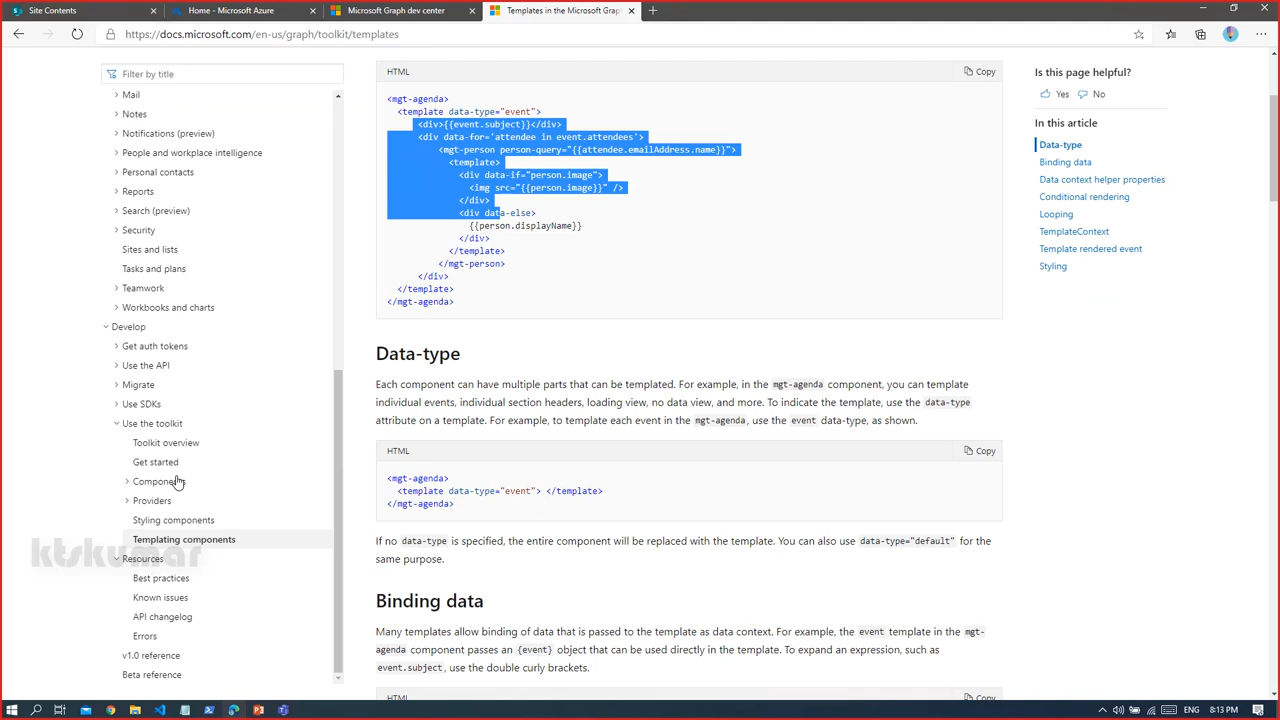 Site Contents
Home - Microsoft Azure
Microsoft Graph dev center
Templates in the Microsoft Grap
https://docs.microsoft.com/en-us/graph/toolkit/templates
Filter by title
Mail
Notes
Notifications (preview)
People and workplace intelligence
Personal contacts
Reports
Search (preview)
Security
Sites and lists
Tasks and plans
Teamwork
Workbooks and charts
Develop
Get auth tokens
Use the API
Migrate
Use SDKs
Use the toolkit
Toolkit overview
Get started
Components
Providers
Styling components
Templating components
Resources
Best practices
Known issues
API changelog
Errors
v1.0 reference
Beta reference
ktskumar
HTML
Copy
<mgt-agenda>
<template data-type="event">
<div>{{event.subject}}</div>
<div data-for='attendee in event.attendees'>
<mgt-person person-query="{{attendee.emailAddress.name}}">
<template>
<div data-if="person.image">
<img src="{{person.image}}" />
</div>
<div data-else>
{{person.displayName}}
</div>
</template>
</mgt-person>
</div>
</template>
</mgt-agenda>
Data-type
Each component can have multiple parts that can be templated. For example, in the mgt-agenda component, you can template
individual events, individual section headers, loading view, no data view, and more. To indicate the template, use the data-type
attribute on a template. For example, to template each event in the mgt-agenda, use the event data-type, as shown.
HTML
Copy
<mgt-agenda>
<template data-type="event"> </template>
</mgt-agenda>
If no data-type is specified, the entire component will be replaced with the template. You can also use data-type="default" for the
same purpose.
Binding data
Many templates allow binding of data that is passed to the template as data context. For example, the event template in the mgt-
agenda component passes an {event} object that can be used directly in the template. To expand an expression, such as
event.subject, use the double curly brackets.
HTML
Copy
Is this page helpful?
Yes
No
In this article
Data-type
Binding data
Data context helper properties
Conditional rendering
Looping
TemplateContext
Template rendered event
Styling
ENG
8:13 PM